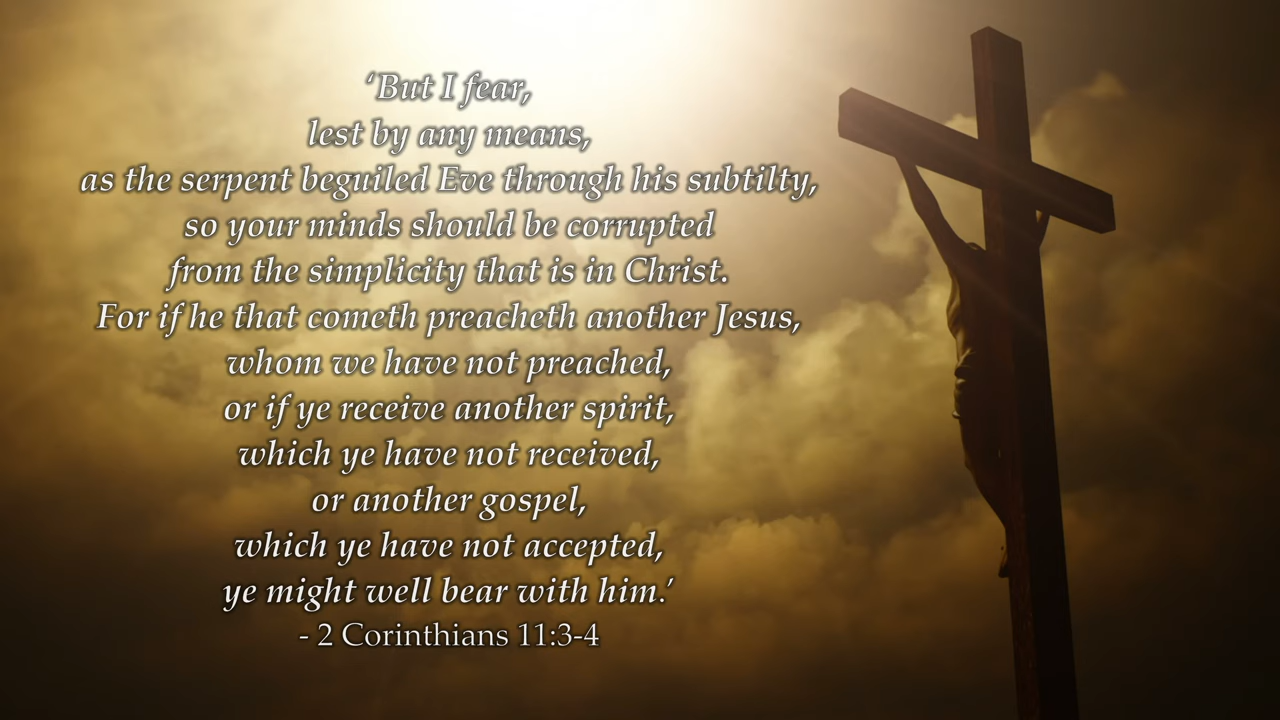 ‘But I fear,
lest by any means,
as the serpent beguiled Eve through his subtilty,
so your minds should be corrupted
from the simplicity that is in Christ.
For if he that cometh preacheth another Jesus,
whom we have not preached,
or if ye receive another spirit,
which ye have not received,
or another gospel,
which ye have not accepted,
ye might well bear with him.’
- 2 Corinthians 11:3-4